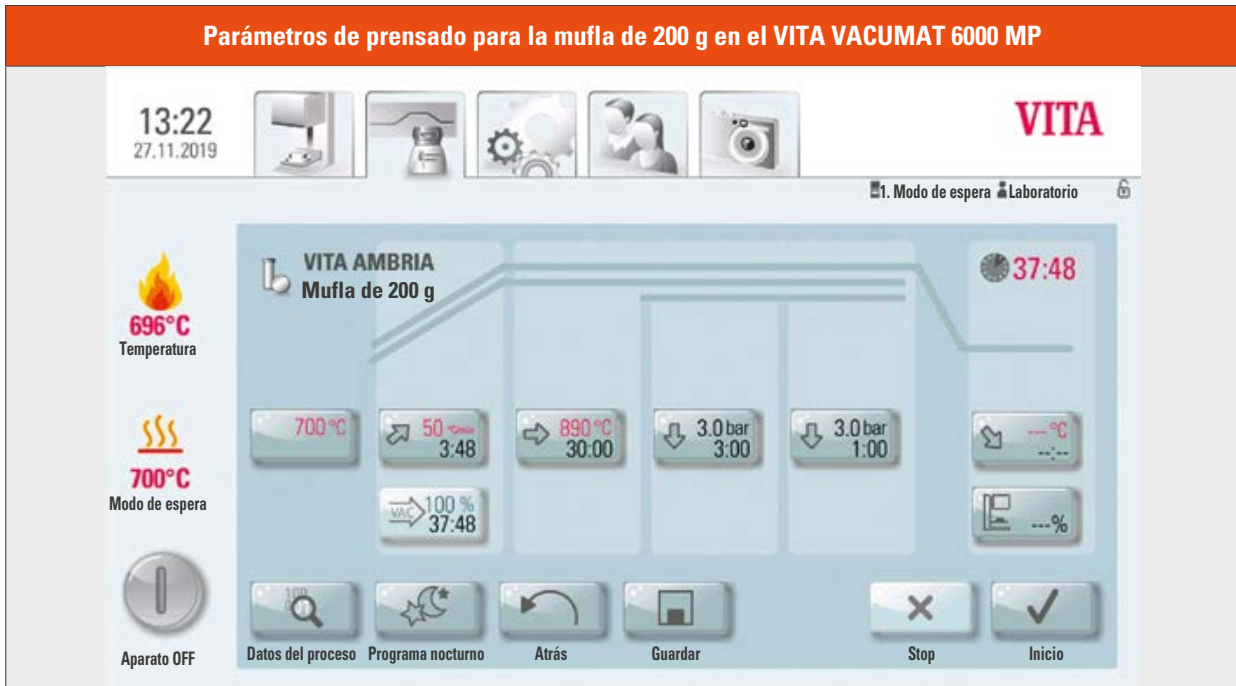 Parámetros de prensado para la mufla de 200 g en el VITA VACUMAT 6000 MP
13:22
27.11.2019
VITA
1. Modo de espera Laboratorio
VITA AMBRIA
Mufla de 200 g
37:48
696°C
Temperatura
700°C
Modo de espera
700 °C
50 °C/min
3:48
890 °C
30:00
3.0 bar
3:00
3.0 bar
1:00
--- °C
--:--
VAC 100 %
37:48
---%
Aparato OFF
Datos del proceso
Programa nocturno
Atrás
Guardar
Stop
Inicio